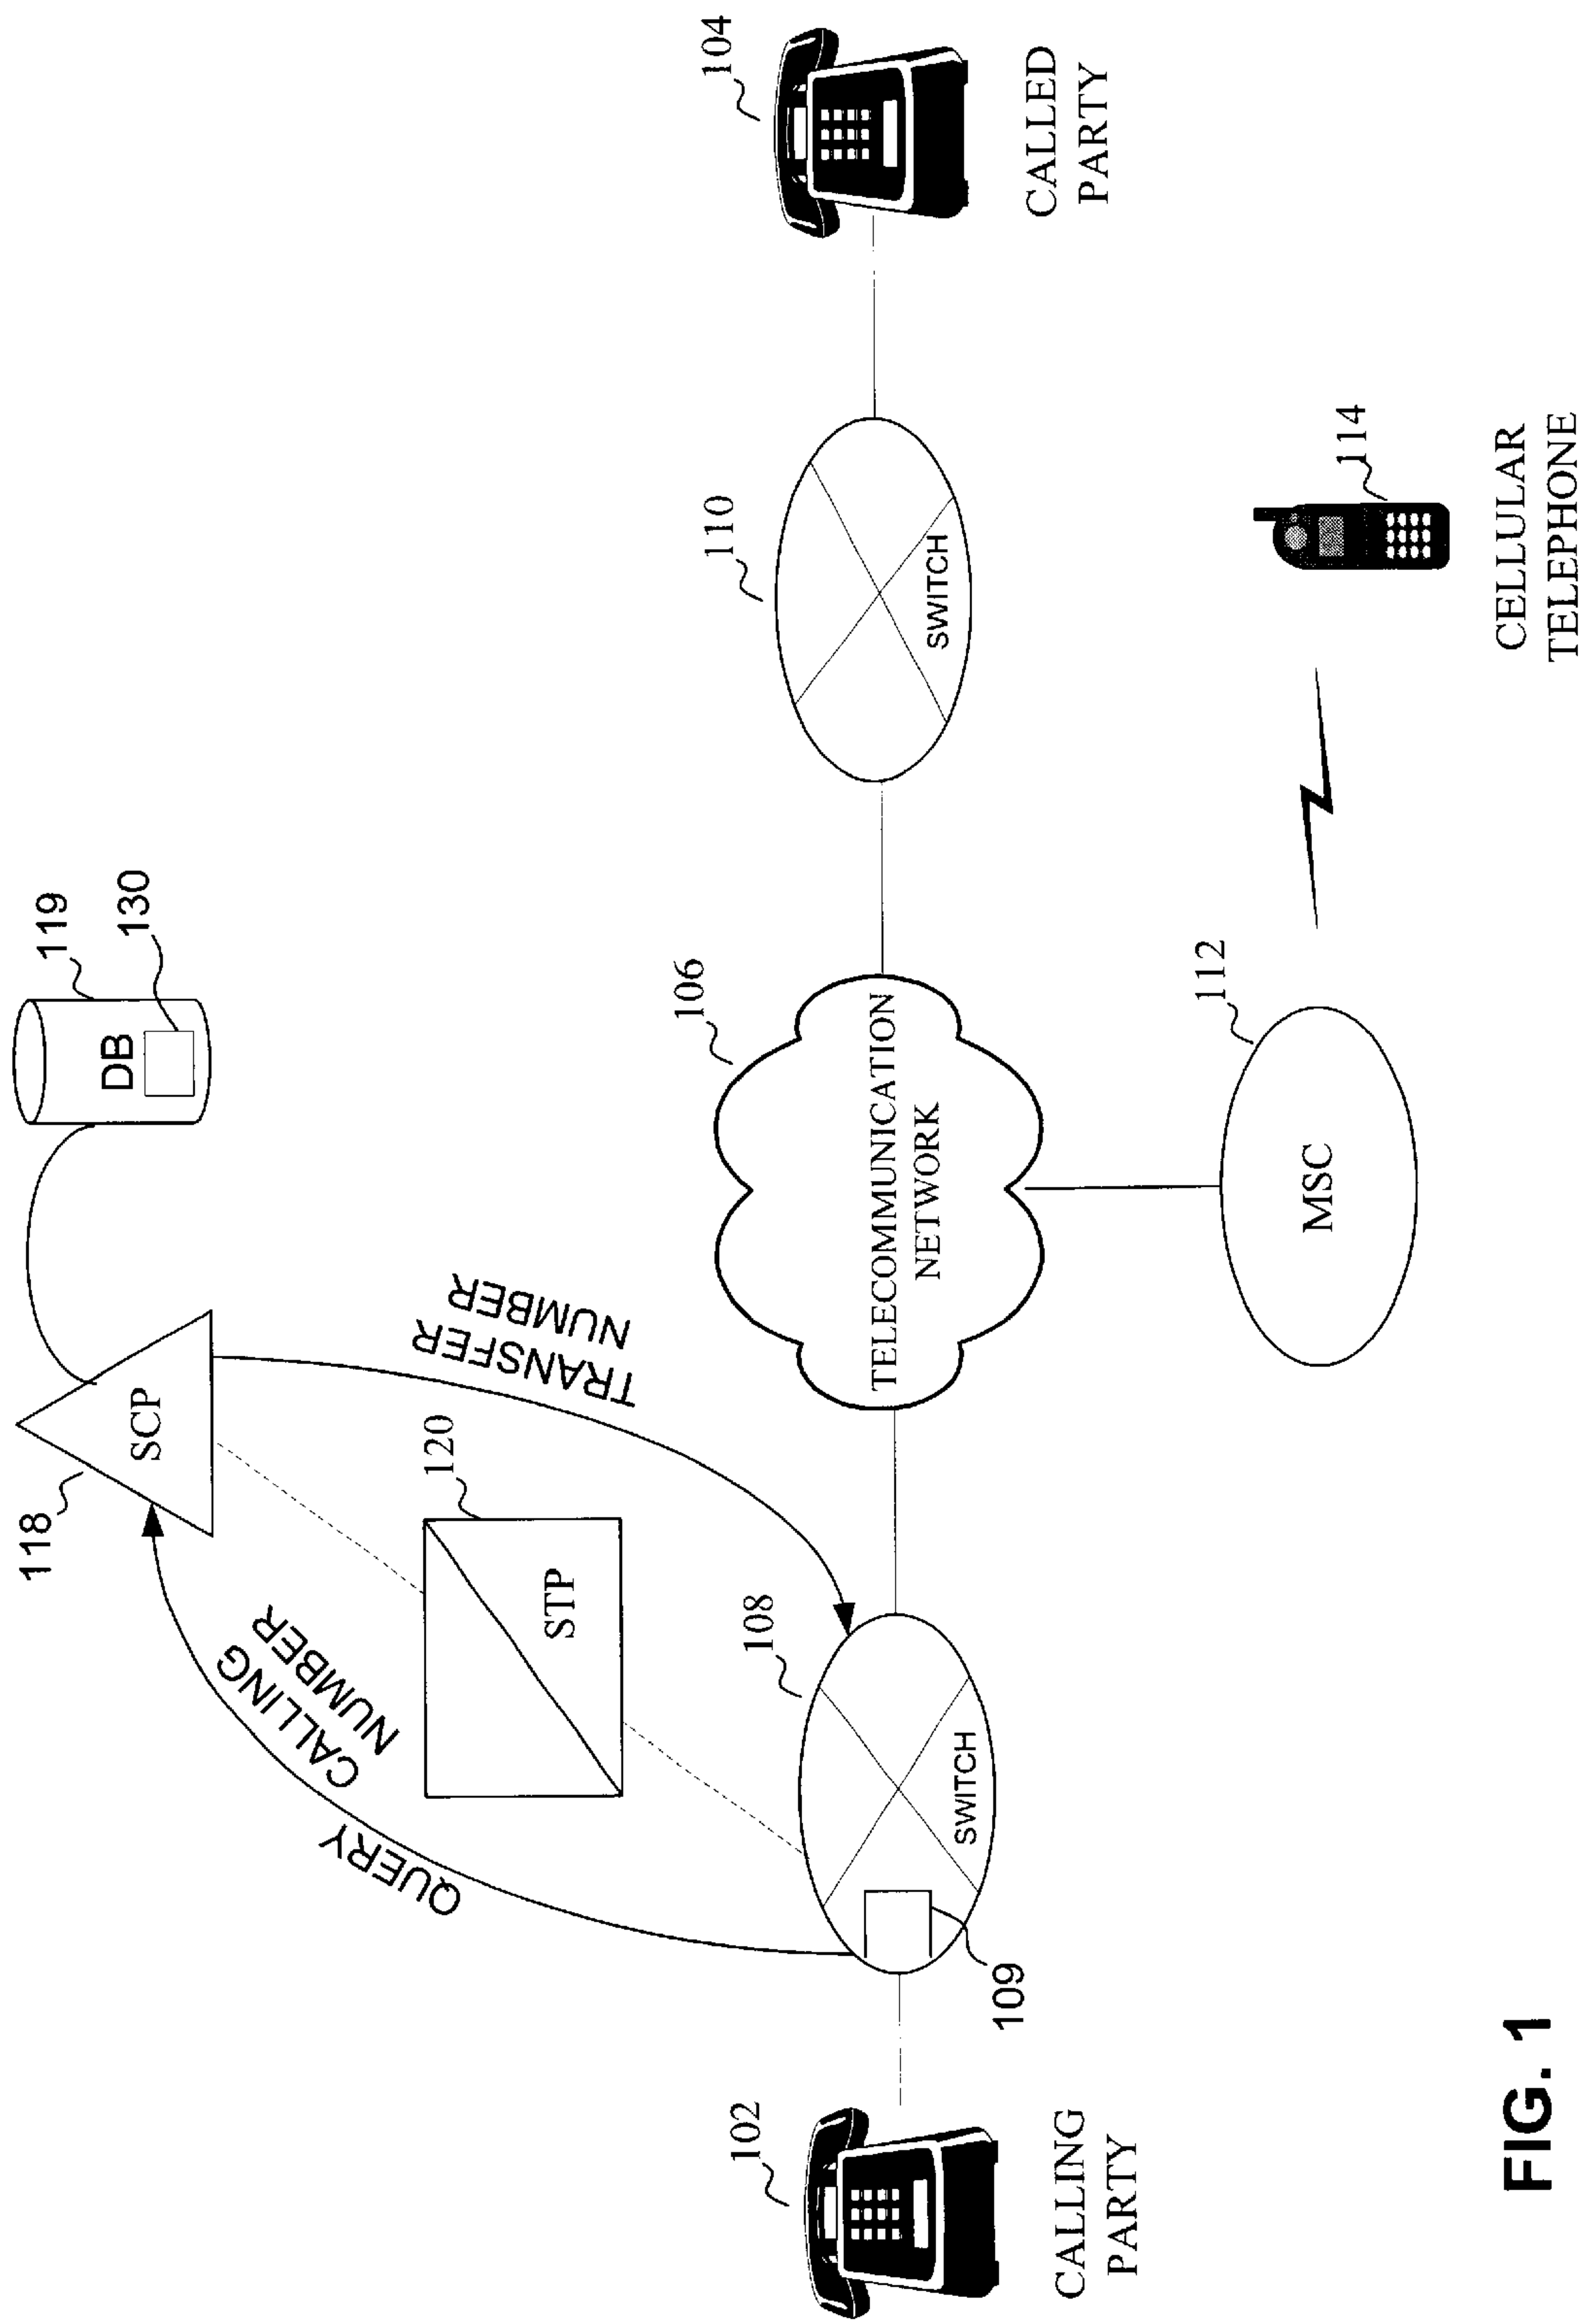 119
DB
130
118
SCP
QUERY
CALLING
NUMBER
TRANSFER
NUMBER
120
STP
102
CALLING
PARTY
108
SWITCH
109
106
TELECOMMUNICATION
NETWORK
110
SWITCH
104
CALLED
PARTY
112
MSC
114
CELLULAR
TELEPHONE
FIG. 1